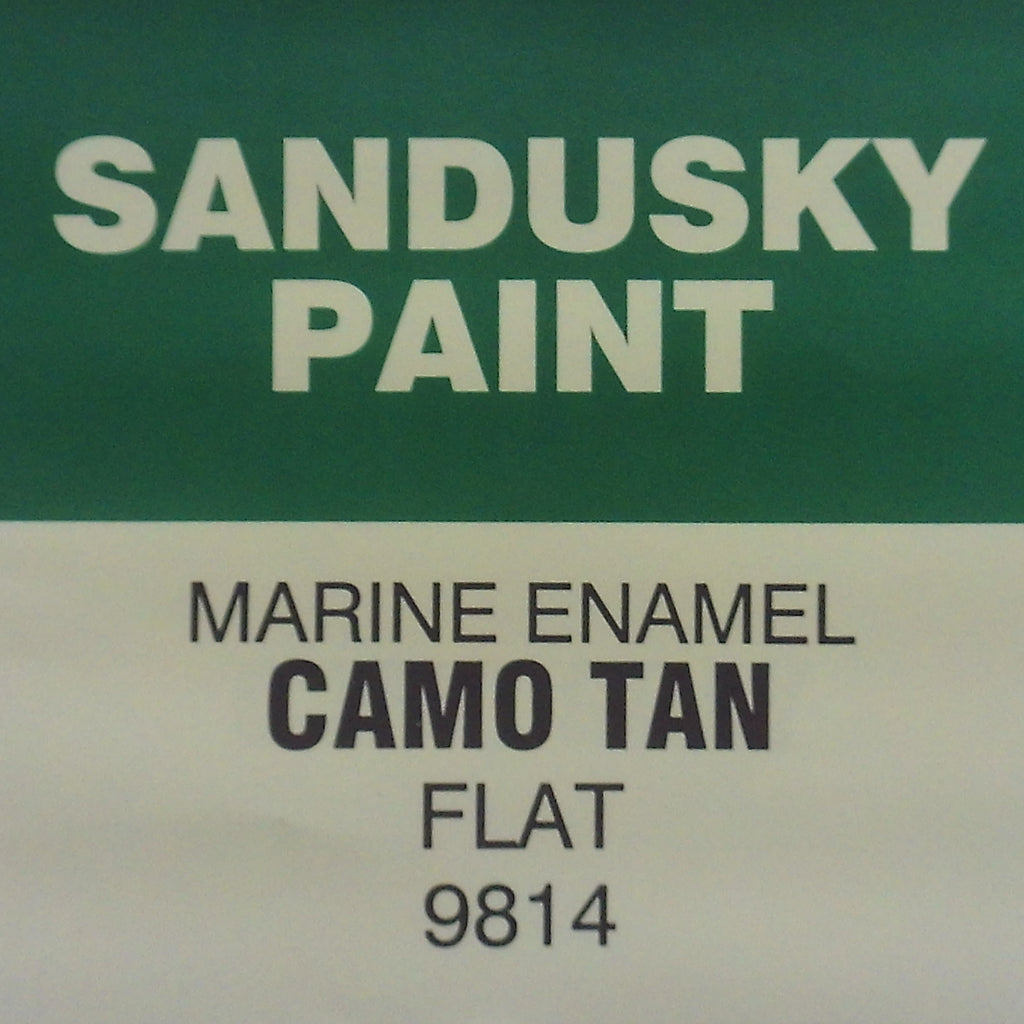 SANDUSKY
PAINT
MARINE ENAMEL
CAMO TAN
FLAT
9814